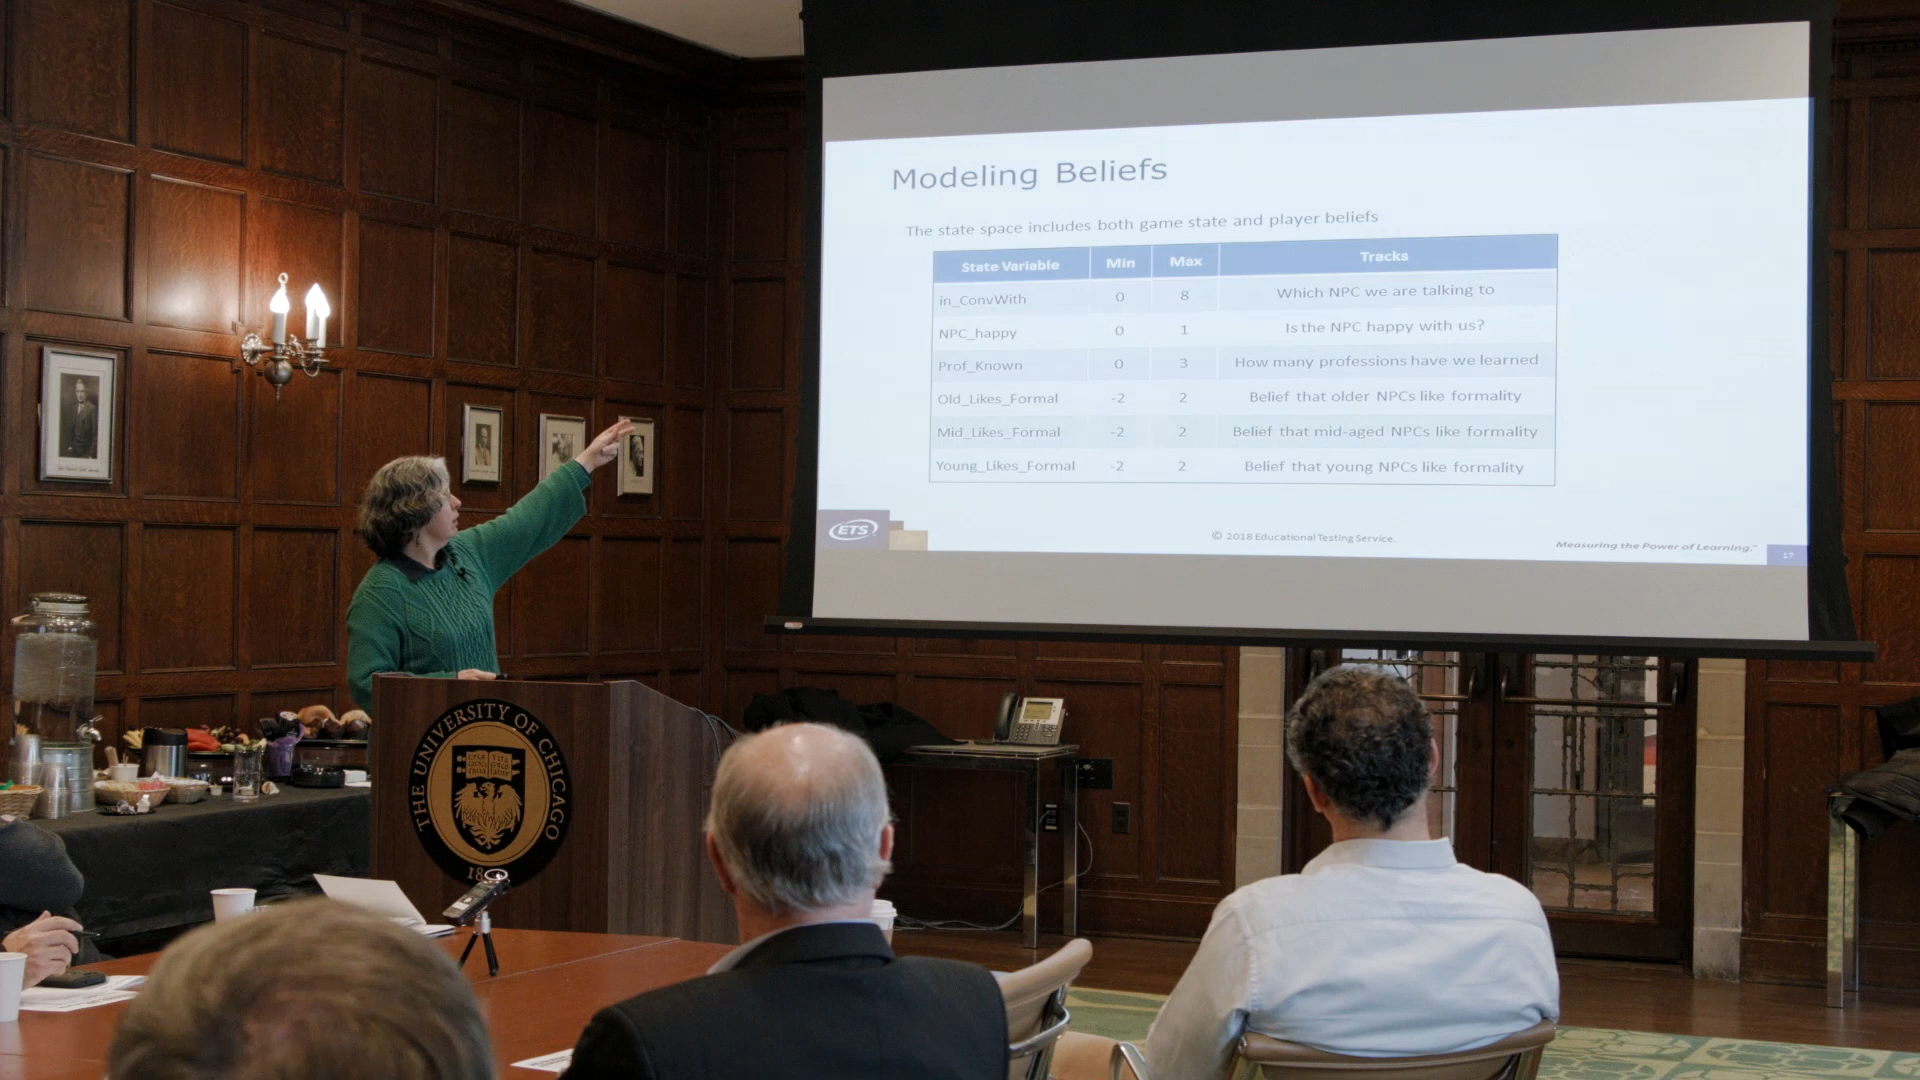 Modeling Beliefs
The state space includes both game state and player beliefs
State Variable Min Max Tracks
in_ConvWith 0 8 Which NPC we are talking to
NPC_happy 0 1 Is the NPC happy with us?
Prof_Known 0 3 How many professions have we learned
Old_Likes_Formal -2 2 Belief that older NPCs like formality
Mid_Likes_Formal -2 2 Belief that mid-aged NPCs like formality
Young_Likes_Formal -2 2 Belief that young NPCs like formality
ETS
© 2018 Educational Testing Service.
Measuring the Power of Learning.™
17
THE UNIVERSITY OF CHICAGO